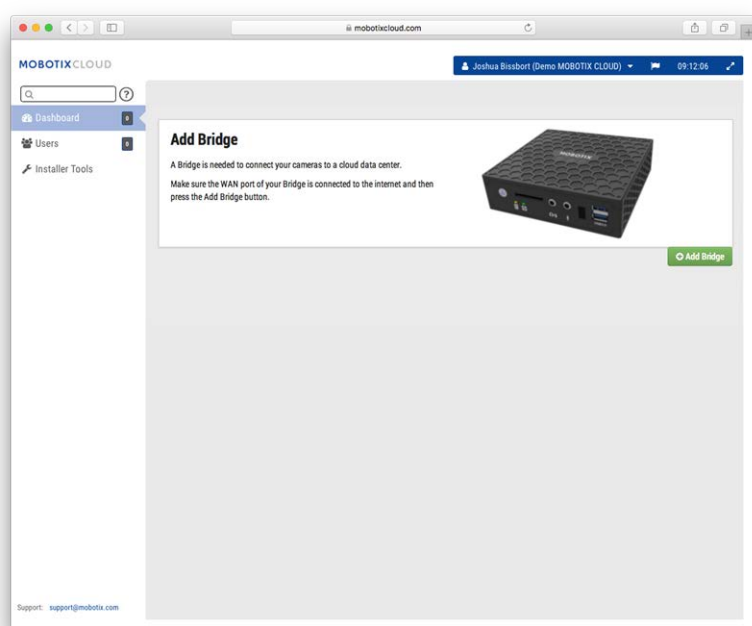 mobotixcloud.com
MOBOTIXCLOUD
Joshua Bissbort (Demo MOBOTIX CLOUD)
09:12:06
?
Dashboard
0
Users
0
Installer Tools
Add Bridge
A Bridge is needed to connect your cameras to a cloud data center.
Make sure the WAN port of your Bridge is connected to the internet and then
press the Add Bridge button.
MOBOTIX
Add Bridge
Support: support@mobotix.com